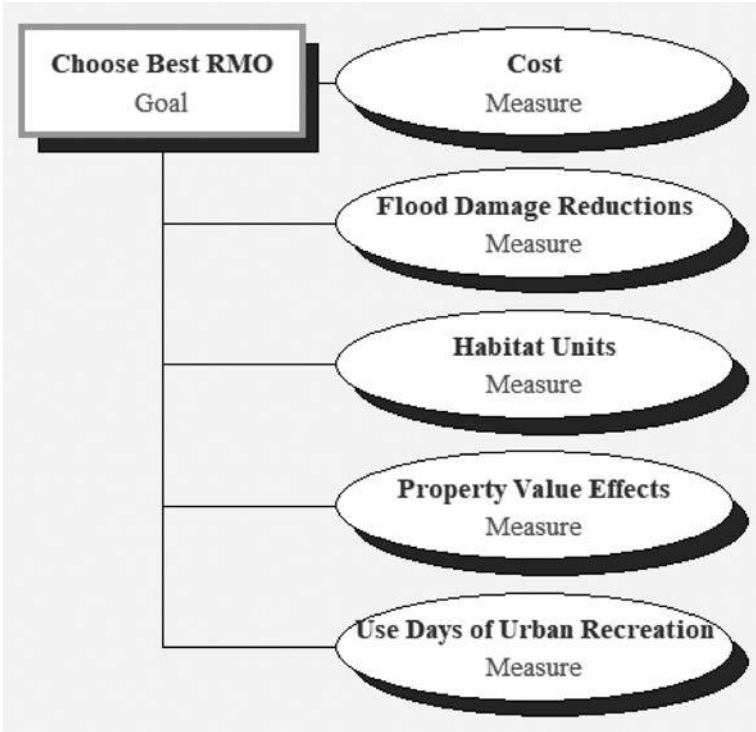 Choose Best RMO
Goal
Cost
Measure
Flood Damage Reductions
Measure
Habitat Units
Measure
Property Value Effects
Measure
Use Days of Urban Recreation
Measure